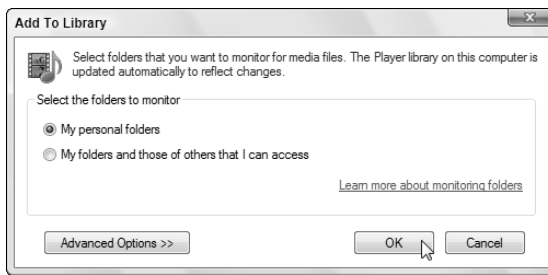 Add To Library
Select folders that you want to monitor for media files. The Player library on this computer is
updated automatically to reflect changes.
Select the folders to monitor
My personal folders
My folders and those of others that I can access
Learn more about monitoring folders
Advanced Options >>
OK
Cancel